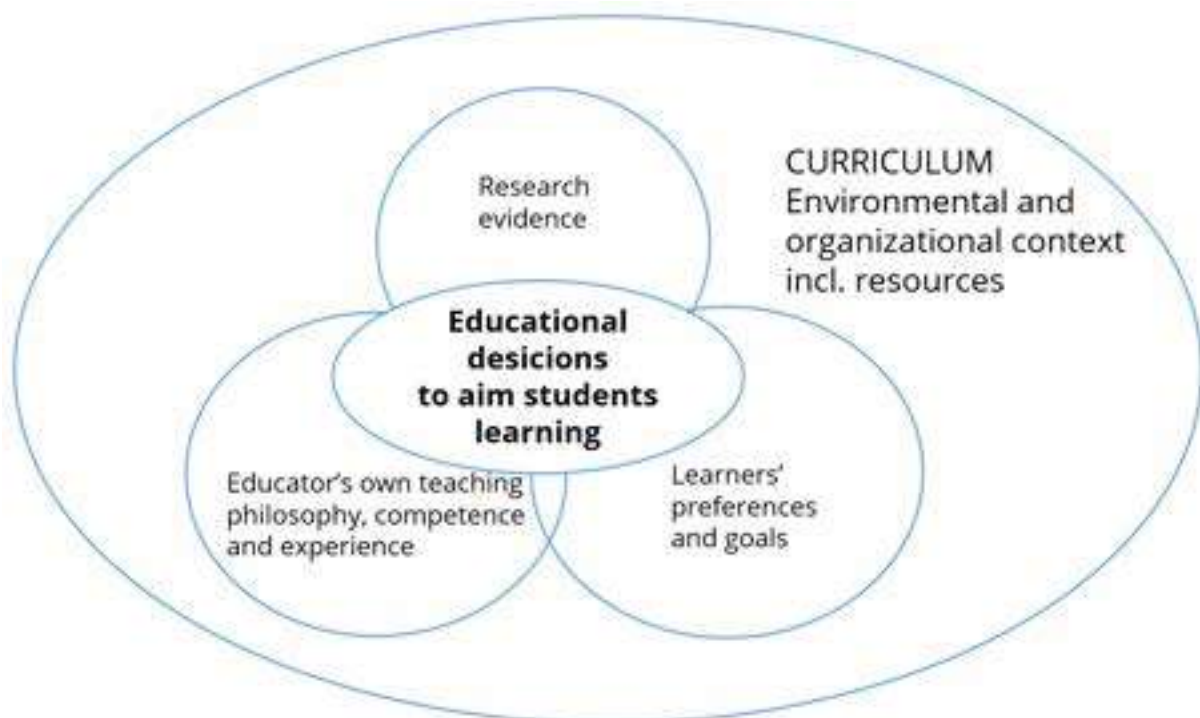 Research
evidence
CURRICULUM
Environmental and
organizational context
incl. resources
Educational
desicions
to aim students
learning
Educator's own teaching
philosophy, competence
and experience
Learners'
preferences
and goals